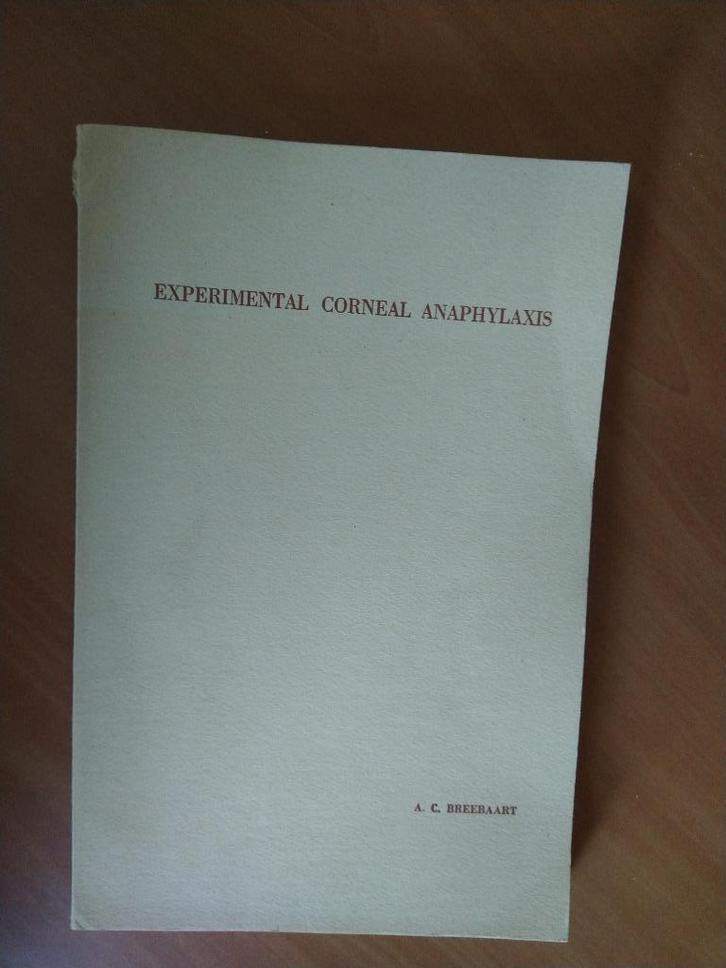 EXPERIMENTAL CORNEAL ANAPHYLAXIS
A. C. BREEBAART